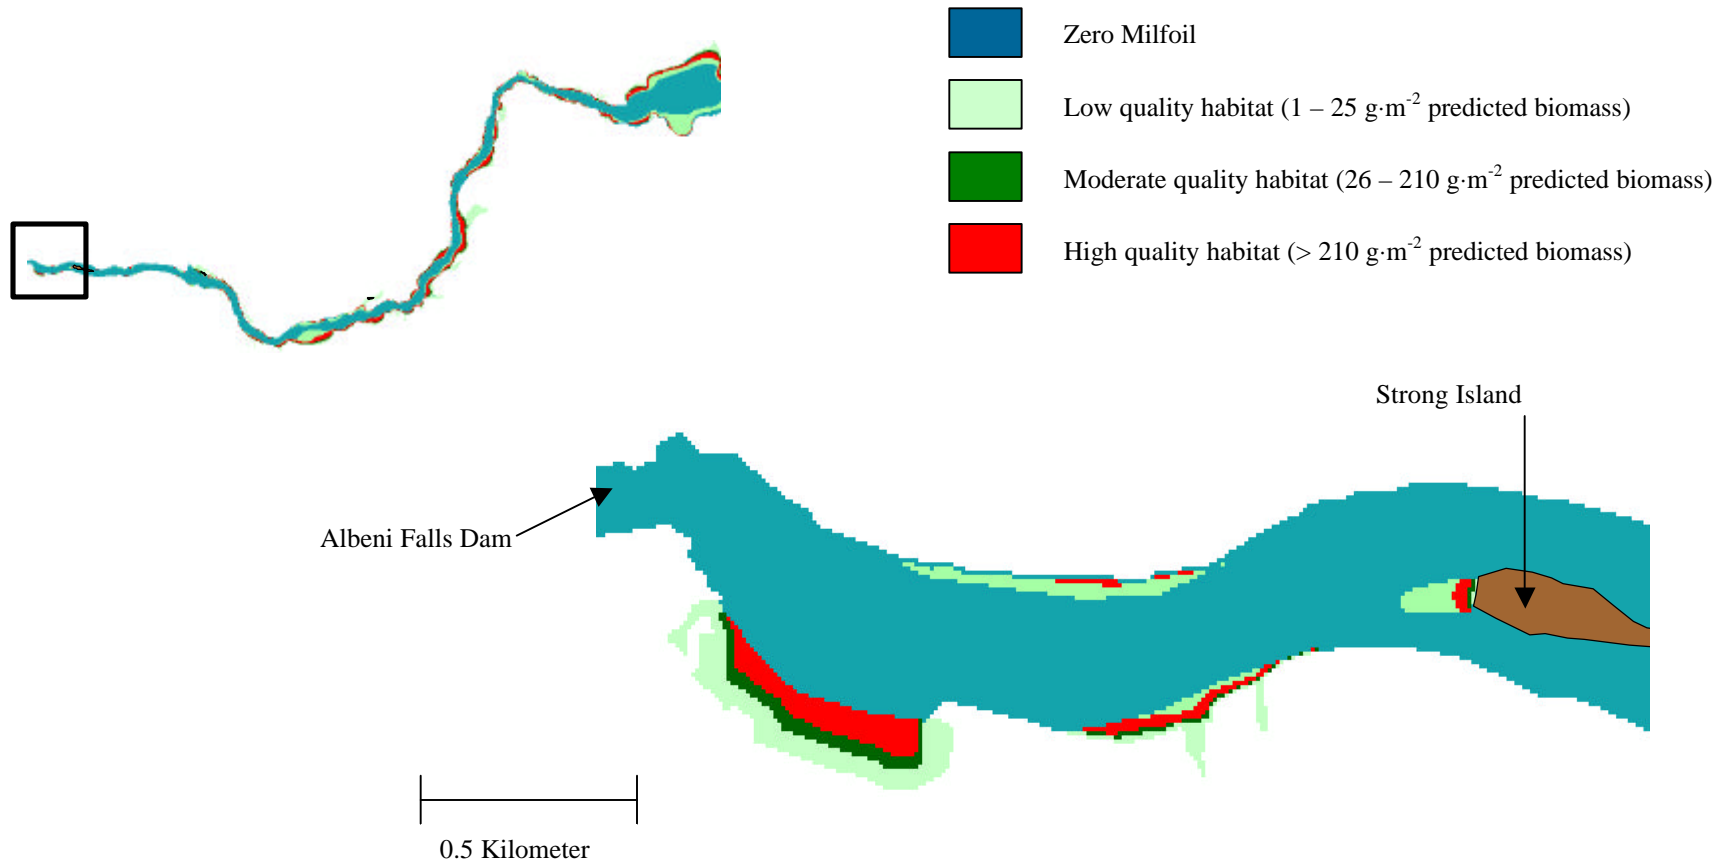 Zero Milfoil
Low quality habitat (1 – 25 g·m-2 predicted biomass)
Moderate quality habitat (26 – 210 g·m-2 predicted biomass)
High quality habitat (> 210 g·m-2 predicted biomass)
Strong Island
Albeni Falls Dam
0.5 Kilometer